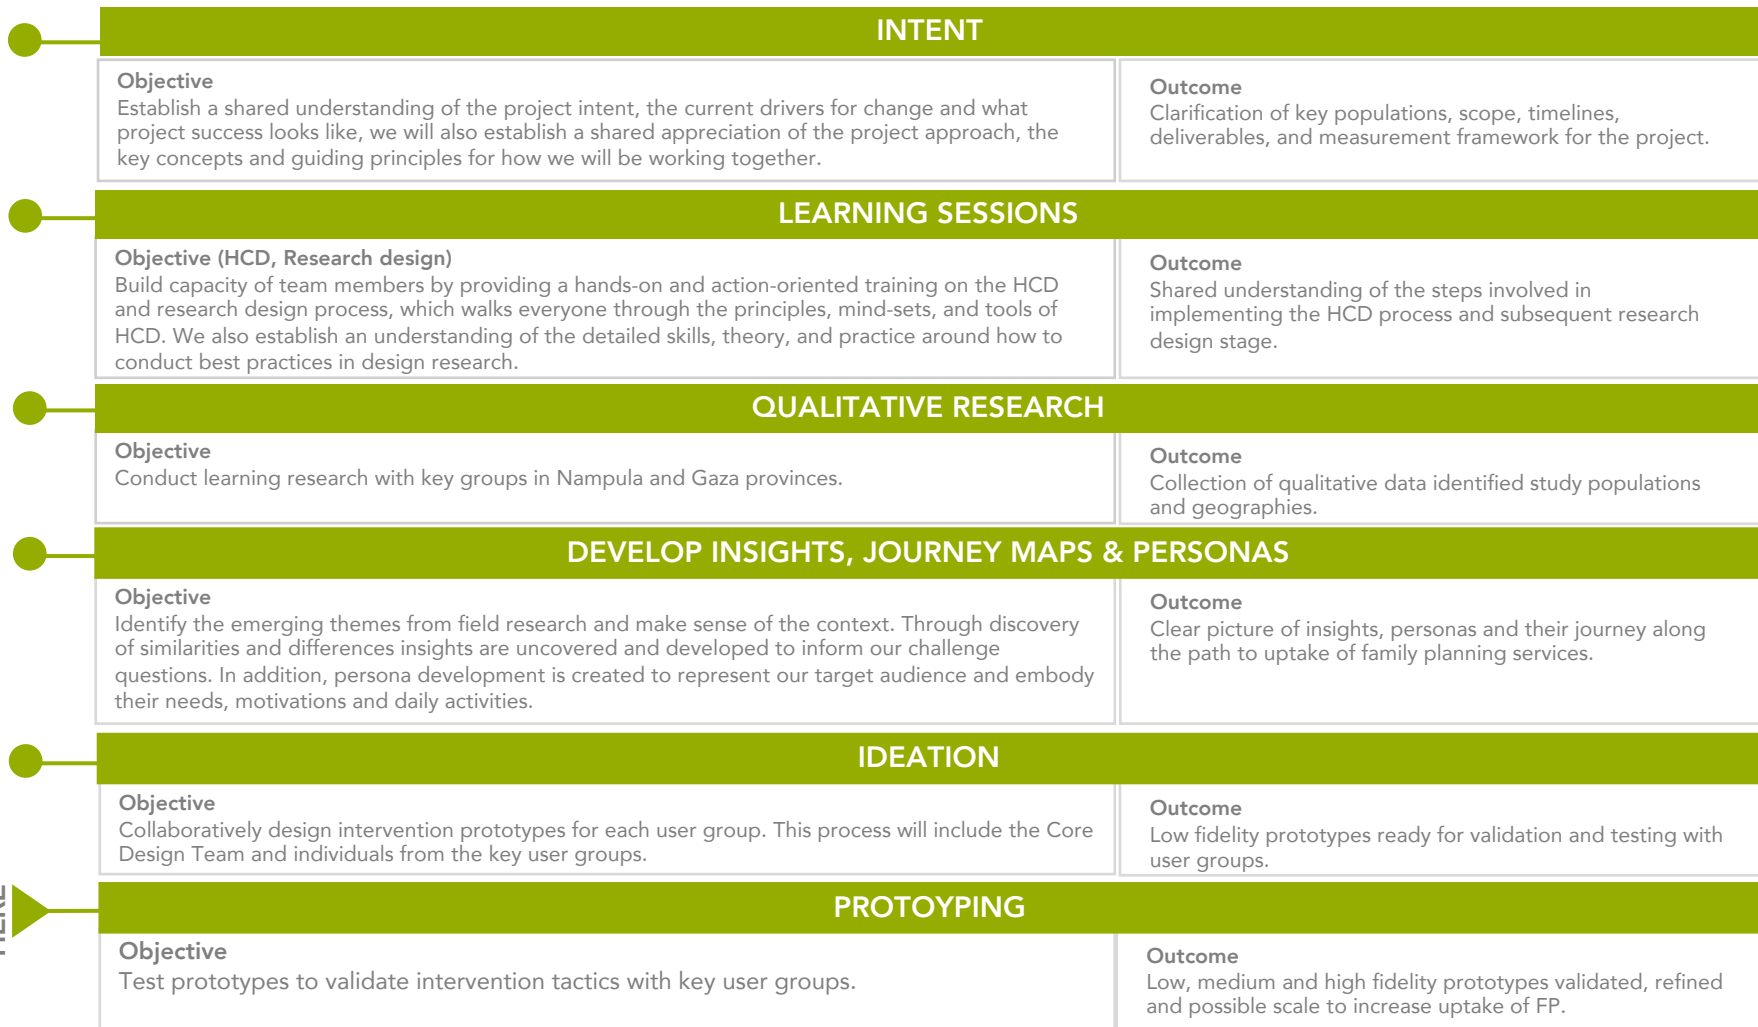 INTENT
Objective
Establish a shared understanding of the project intent, the current drivers for change and what
project success looks like, we will also establish a shared appreciation of the project approach, the
key concepts and guiding principles for how we will be working together.
Outcome
Clarification of key populations, scope, timelines,
deliverables, and measurement framework for the project.
LEARNING SESSIONS
Objective (HCD, Research design)
Build capacity of team members by providing a hands-on and action-oriented training on the HCD
and research design process, which walks everyone through the principles, mind-sets, and tools of
HCD. We also establish an understanding of the detailed skills, theory, and practice around how to
conduct best practices in design research.
Outcome
Shared understanding of the steps involved in
implementing the HCD process and subsequent research
design stage.
QUALITATIVE RESEARCH
Objective
Conduct learning research with key groups in Nampula and Gaza provinces.
Outcome
Collection of qualitative data identified study populations
and geographies.
DEVELOP INSIGHTS, JOURNEY MAPS & PERSONAS
Objective
Identify the emerging themes from field research and make sense of the context. Through discovery
of similarities and differences insights are uncovered and developed to inform our challenge
questions. In addition, persona development is created to represent our target audience and embody
their needs, motivations and daily activities.
Outcome
Clear picture of insights, personas and their journey along
the path to uptake of family planning services.
IDEATION
Objective
Collaboratively design intervention prototypes for each user group. This process will include the Core
Design Team and individuals from the key user groups.
Outcome
Low fidelity prototypes ready for validation and testing with
user groups.
PROTOYPING
Objective
Test prototypes to validate intervention tactics with key user groups.
Outcome
Low, medium and high fidelity prototypes validated, refined
and possible scale to increase uptake of FP.